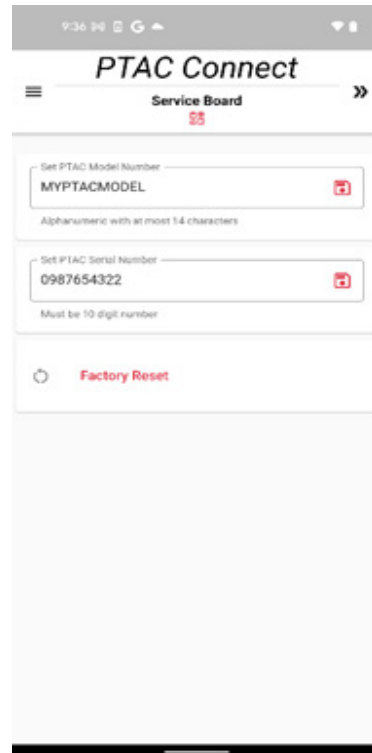 9:36
PTAC Connect
Service Board
Set PTAC Model Number
MYPTACMODEL
Alphanumeric with at most 14 characters
Set PTAC Serial Number
0987654322
Must be 10 digit number
Factory Reset